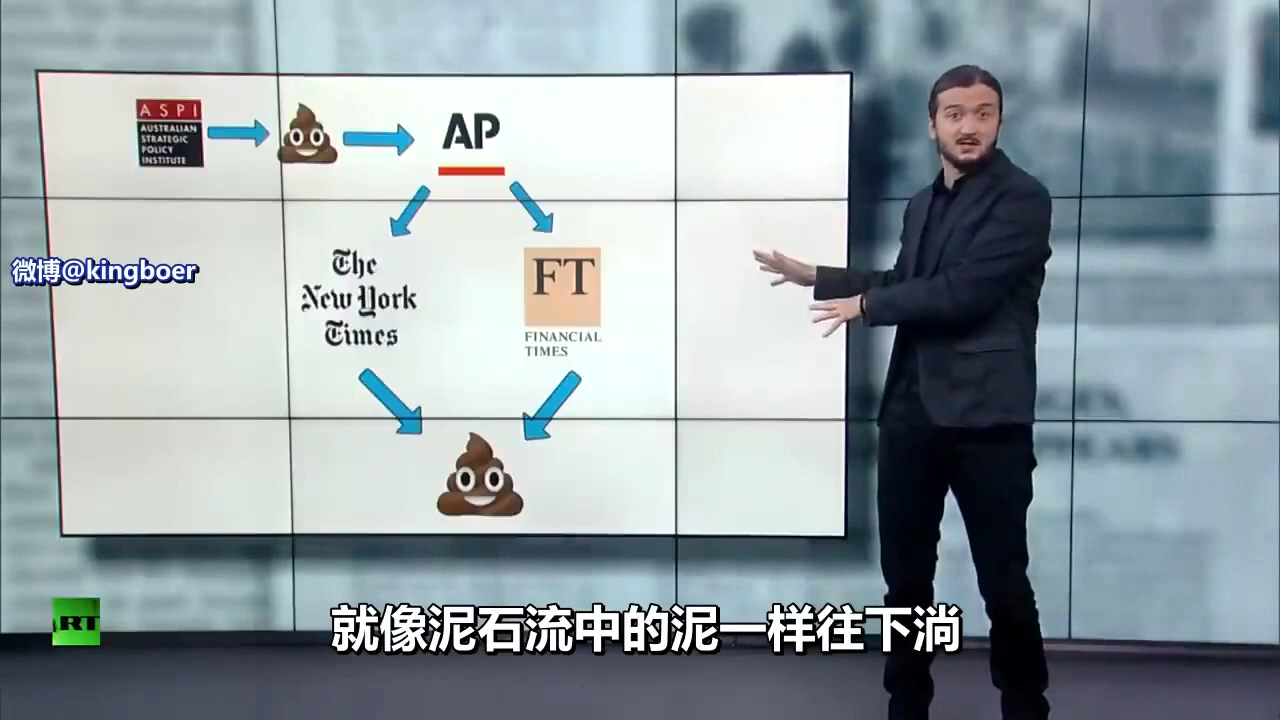 ASPI
AUSTRALIAN
STRATEGIC
POLICY
INSTITUTE
AP
The
New York
Times
FT
FINANCIAL
TIMES
微博@kingboer
RT
就像泥石流中的泥一样往下淌